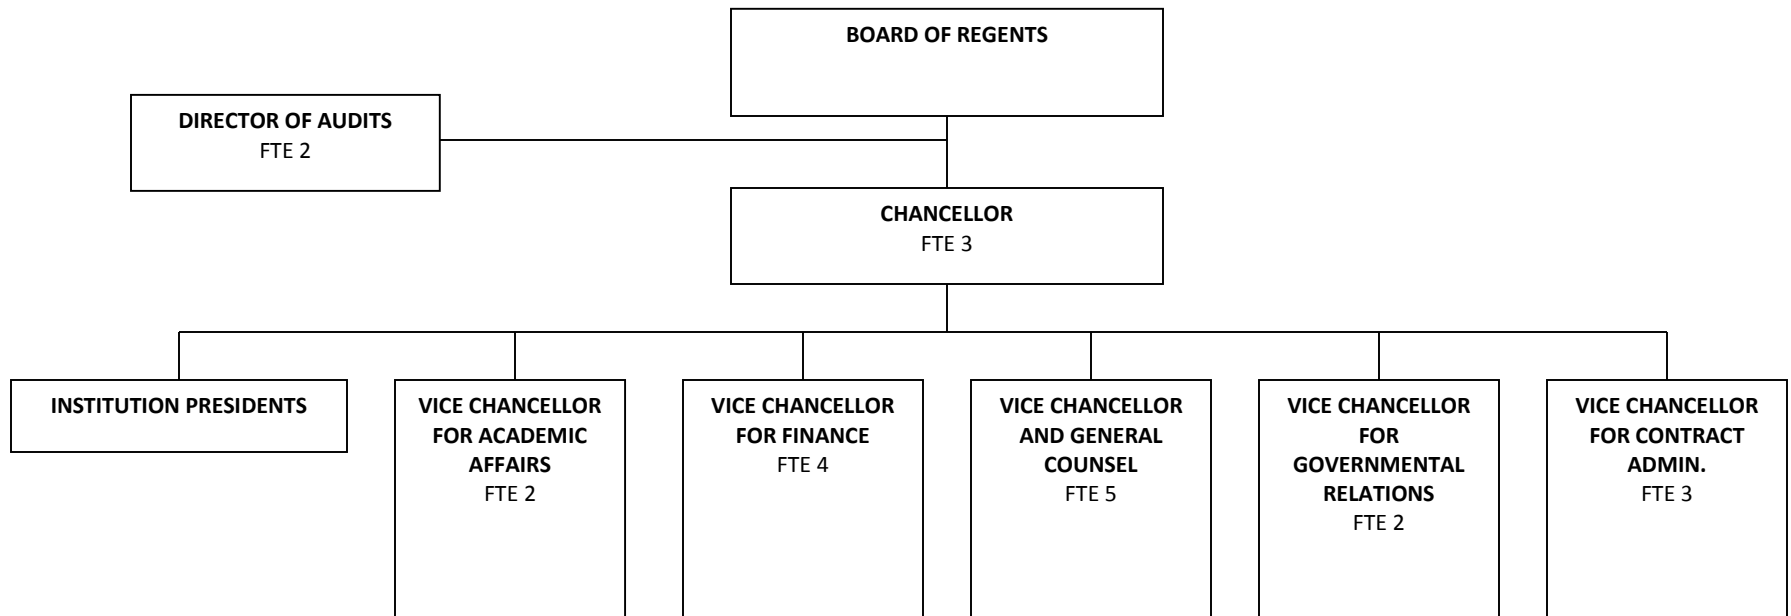 BOARD OF REGENTS
DIRECTOR OF AUDITS
FTE 2
CHANCELLOR
FTE 3
INSTITUTION PRESIDENTS
VICE CHANCELLOR
FOR ACADEMIC
AFFAIRS
FTE 2
VICE CHANCELLOR
FOR FINANCE
FTE 4
VICE CHANCELLOR
AND GENERAL
COUNSEL
FTE 5
VICE CHANCELLOR
FOR
GOVERNMENTAL
RELATIONS
FTE 2
VICE CHANCELLOR
FOR CONTRACT
ADMIN.
FTE 3